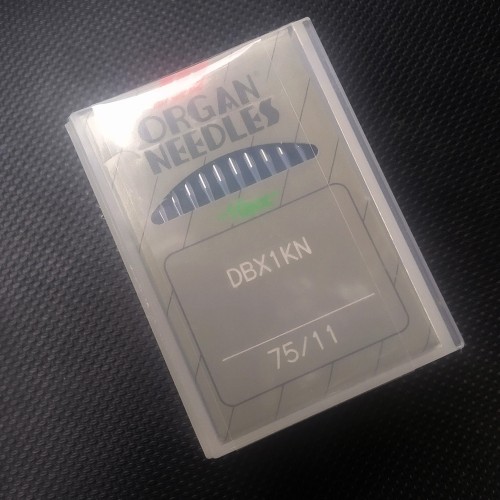 ORGAN
NEEDLES
DBX1KN
75/11